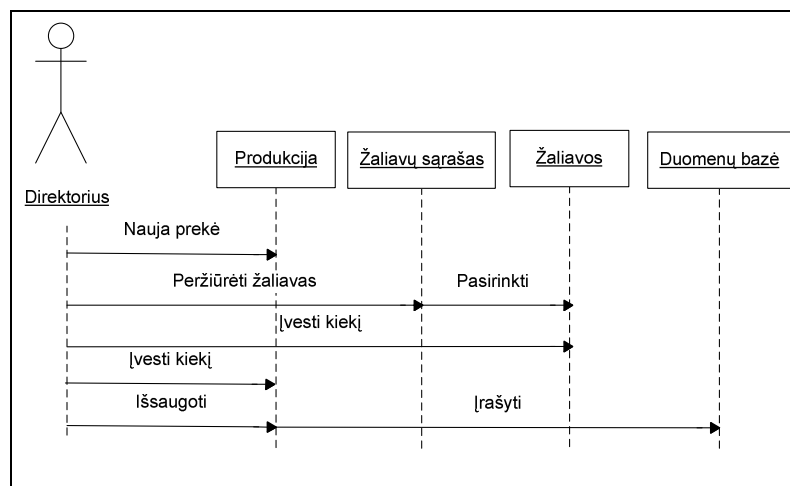 Direktorius
Produkcija
Žaliavų sąrašas
Žaliavos
Duomenų bazė
Nauja prekė
Peržiūrėti žaliavas
Pasirinkti
Įvesti kiekį
Įvesti kiekį
Išsaugoti
Įrašyti